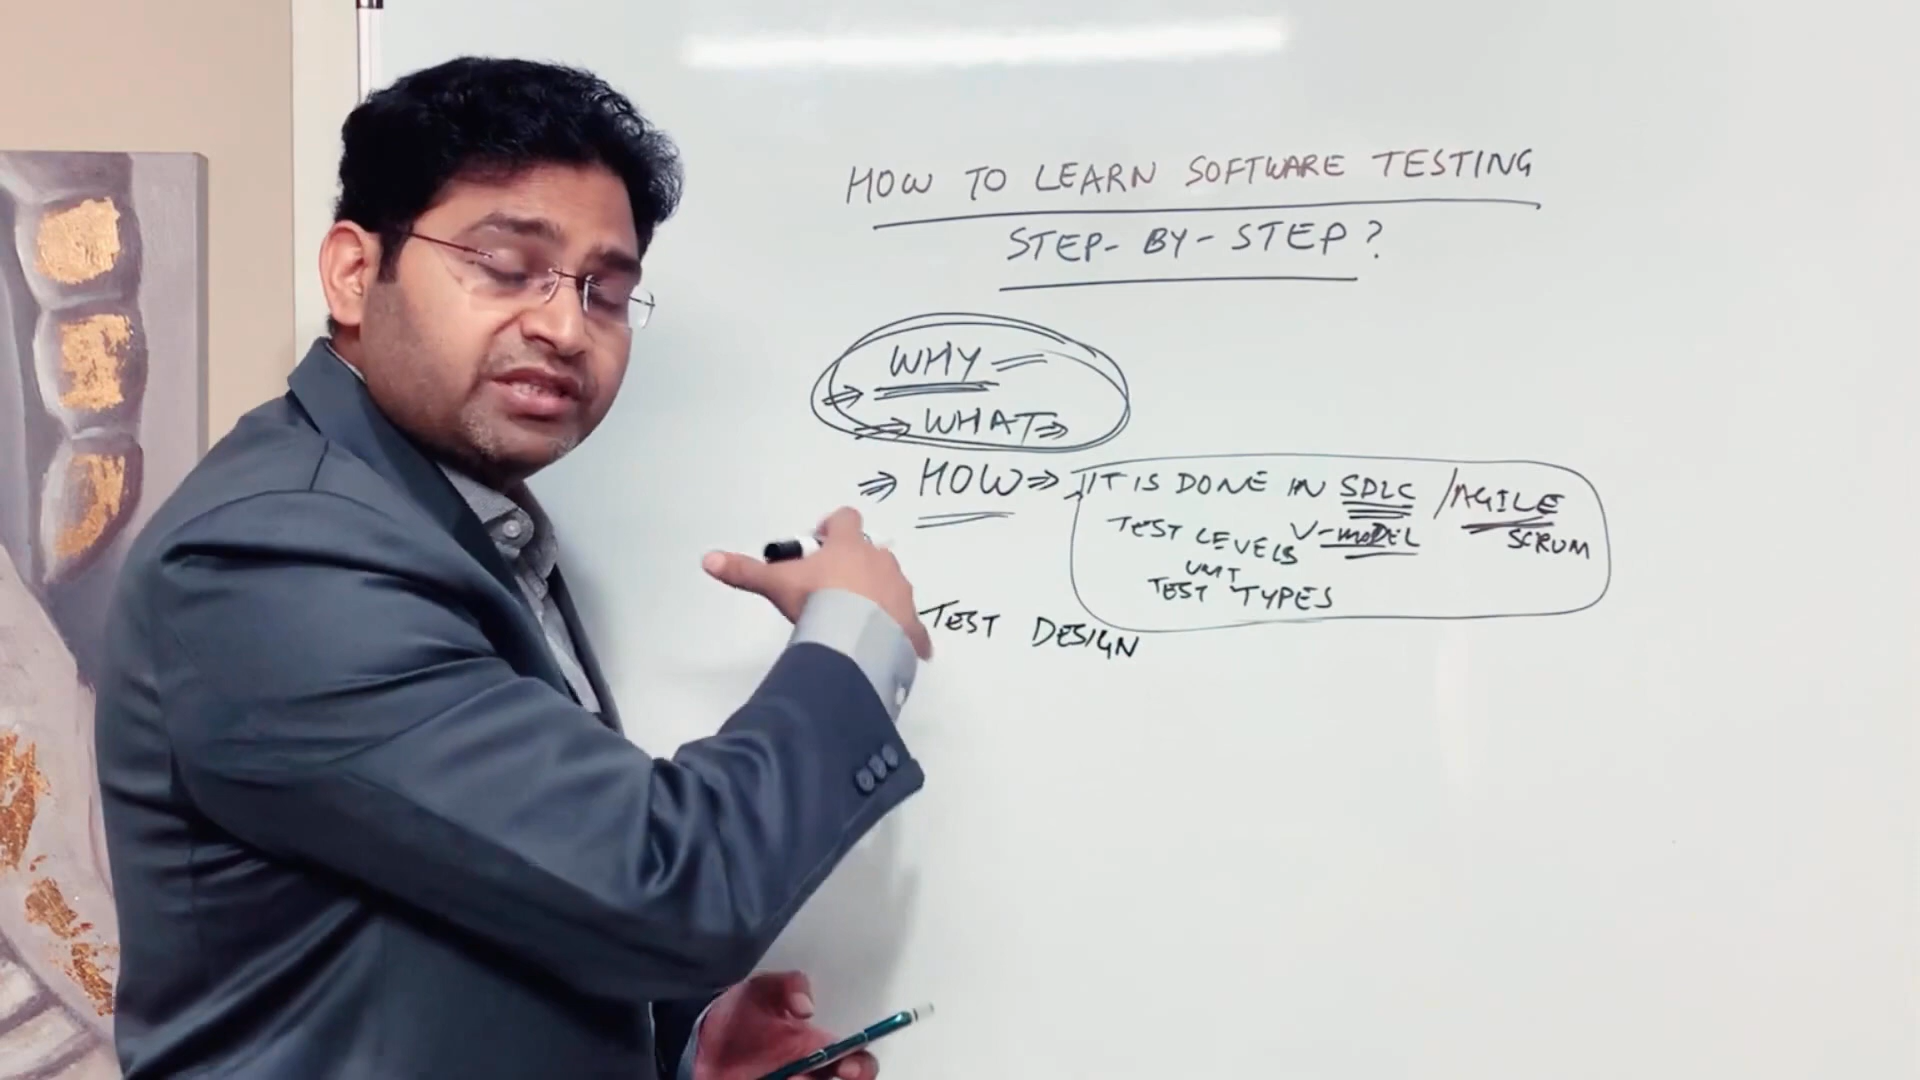 HOW TO LEARN SOFTWARE TESTING
STEP-BY-STEP?
WHY
WHAT
HOW IT IS DONE IN SDLC / AGILE
TEST LEVELS V-MODEL SCRUM
UNIT
TEST TYPES
TEST DESIGN